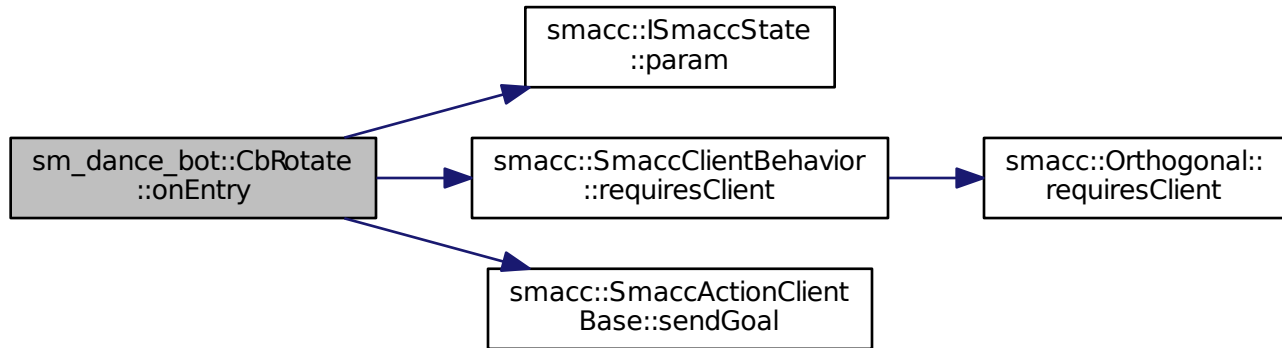 sm_dance_bot::CbRotate
::onEntry
smacc::ISmaccState
::param
smacc::SmaccClientBehavior
::requiresClient
smacc::Orthogonal::
requiresClient
smacc::SmaccActionClient
Base::sendGoal